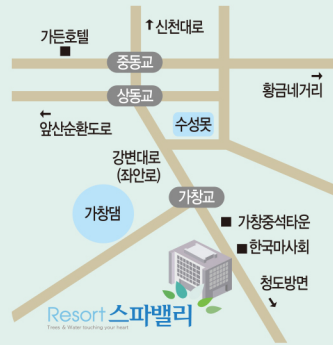 ↑신천대로
가든호텔
중동교
→
황금네거리
상동교
←
앞산순환도로
수성못
강변대로
(좌안로)
가창교
가창댐
■ 가창중석타운
■ 한국마사회
청도방면
↘
Resort 스파밸리
Trees & Water touching your heart